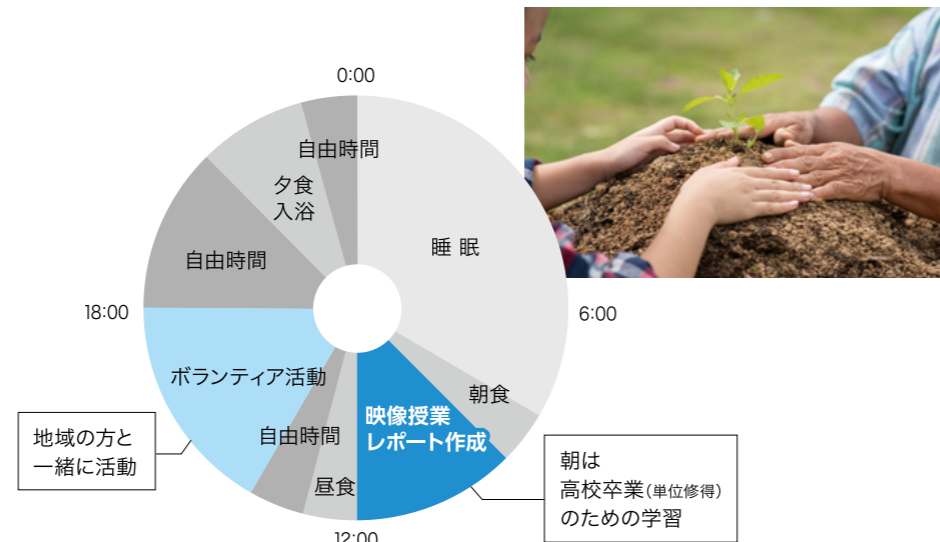 0:00
自由時間
夕食
入浴
睡眠
自由時間
18:00
6:00
ボランティア活動
朝食
映像授業
レポート作成
自由時間
昼食
12:00
地域の方と
一緒に活動
朝は
高校卒業(単位修得)
のための学習